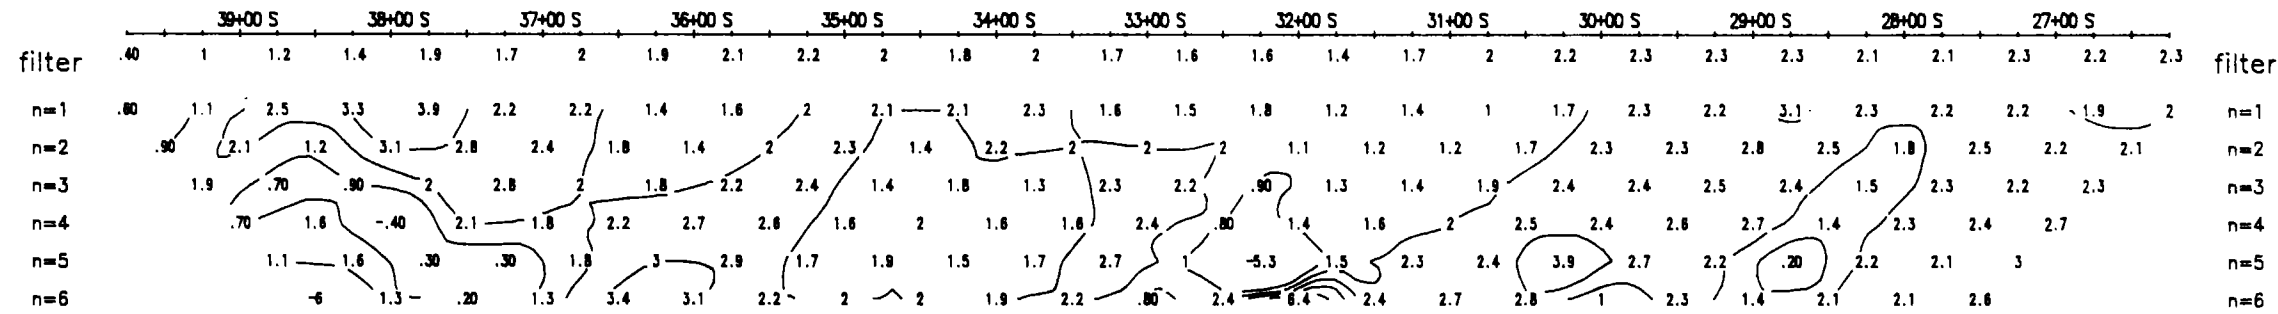 39+00 S 38+00 S 37+00 S 36+00 S 35+00 S 34+00 S 33+00 S 32+00 S 31+00 S 30+00 S 29+00 S 28+00 S 27+00 S
filter .40 1 1.2 1.4 1.9 1.7 2 1.9 2.1 2.2 2 1.8 2 1.7 1.6 1.6 1.4 1.7 2 2.2 2.3 2.3 2.3 2.1 2.1 2.3 2.2 2.3 filter
n=1 .60 1.1 2.5 3.3 3.9 2.2 2.2 1.4 1.6 2 2.1 2.1 2.3 1.6 1.5 1.8 1.2 1.4 1 1.7 2.3 2.2 3.1 2.3 2.2 2.2 1.9 2 n=1
n=2 .90 2.1 1.2 3.1 2.8 2.4 1.8 1.4 2 2.3 1.4 2.2 2 2 2 1.1 1.2 1.2 1.7 2.3 2.3 2.8 2.5 1.8 2.5 2.2 2.1 n=2
n=3 1.9 .70 .90 2 2.8 2 1.8 2.2 2.4 1.4 1.8 1.3 2.3 2.2 .90 1.3 1.4 1.9 2.4 2.4 2.5 2.4 1.5 2.3 2.2 2.3 n=3
n=4 .70 1.6 -.40 2.1 1.8 2.2 2.7 2.6 1.6 2 1.6 1.6 2.4 .80 1.4 1.6 2 2.5 2.4 2.6 2.7 1.4 2.3 2.4 2.7 n=4
n=5 1.1 1.6 .30 .30 1.8 3 2.9 1.7 1.9 1.5 1.7 2.7 1 -5.3 1.5 2.3 2.4 3.9 2.7 2.2 .20 2.2 2.1 3 n=5
n=6 -6 1.3 .20 1.3 3.4 3.1 2.2 2 2 1.9 2.2 .80 2.4 6.4 2.4 2.7 2.8 1 2.3 1.4 2.1 2.1 2.6 n=6